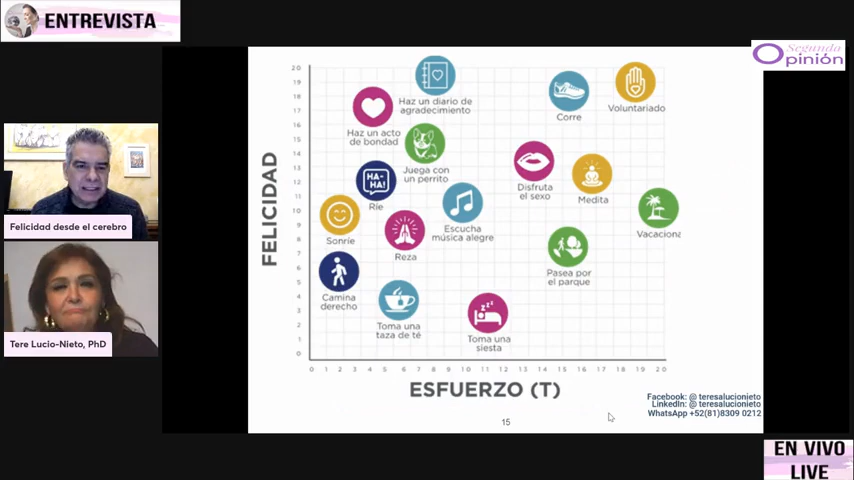 ENTREVISTA
Segunda
Opinión
Felicidad desde el cerebro
Tere Lucio-Nieto, PhD
FELICIDAD
20
19
18
17
16
15
14
13
12
11
10
9
8
7
6
5
4
3
2
1
0
Haz un diario de
agradecimiento
Corre
Voluntariado
Haz un acto
de bondad
Juega con
un perrito
HA-
HA!
Ríe
Disfruta
el sexo
Medita
Sonríe
Escucha
música alegre
Vacaciona
Reza
Camina
derecho
Pasea por
el parque
Toma una
taza de té
Toma una
siesta
0 1 2 3 4 5 6 7 8 9 10 11 12 13 14 15 16 17 18 19 20
ESFUERZO (T)
Facebook: @ teresalucionieto
LinkedIn: @ teresalucionieto
WhatsApp +52(81)8309 0212
15
EN VIVO
LIVE